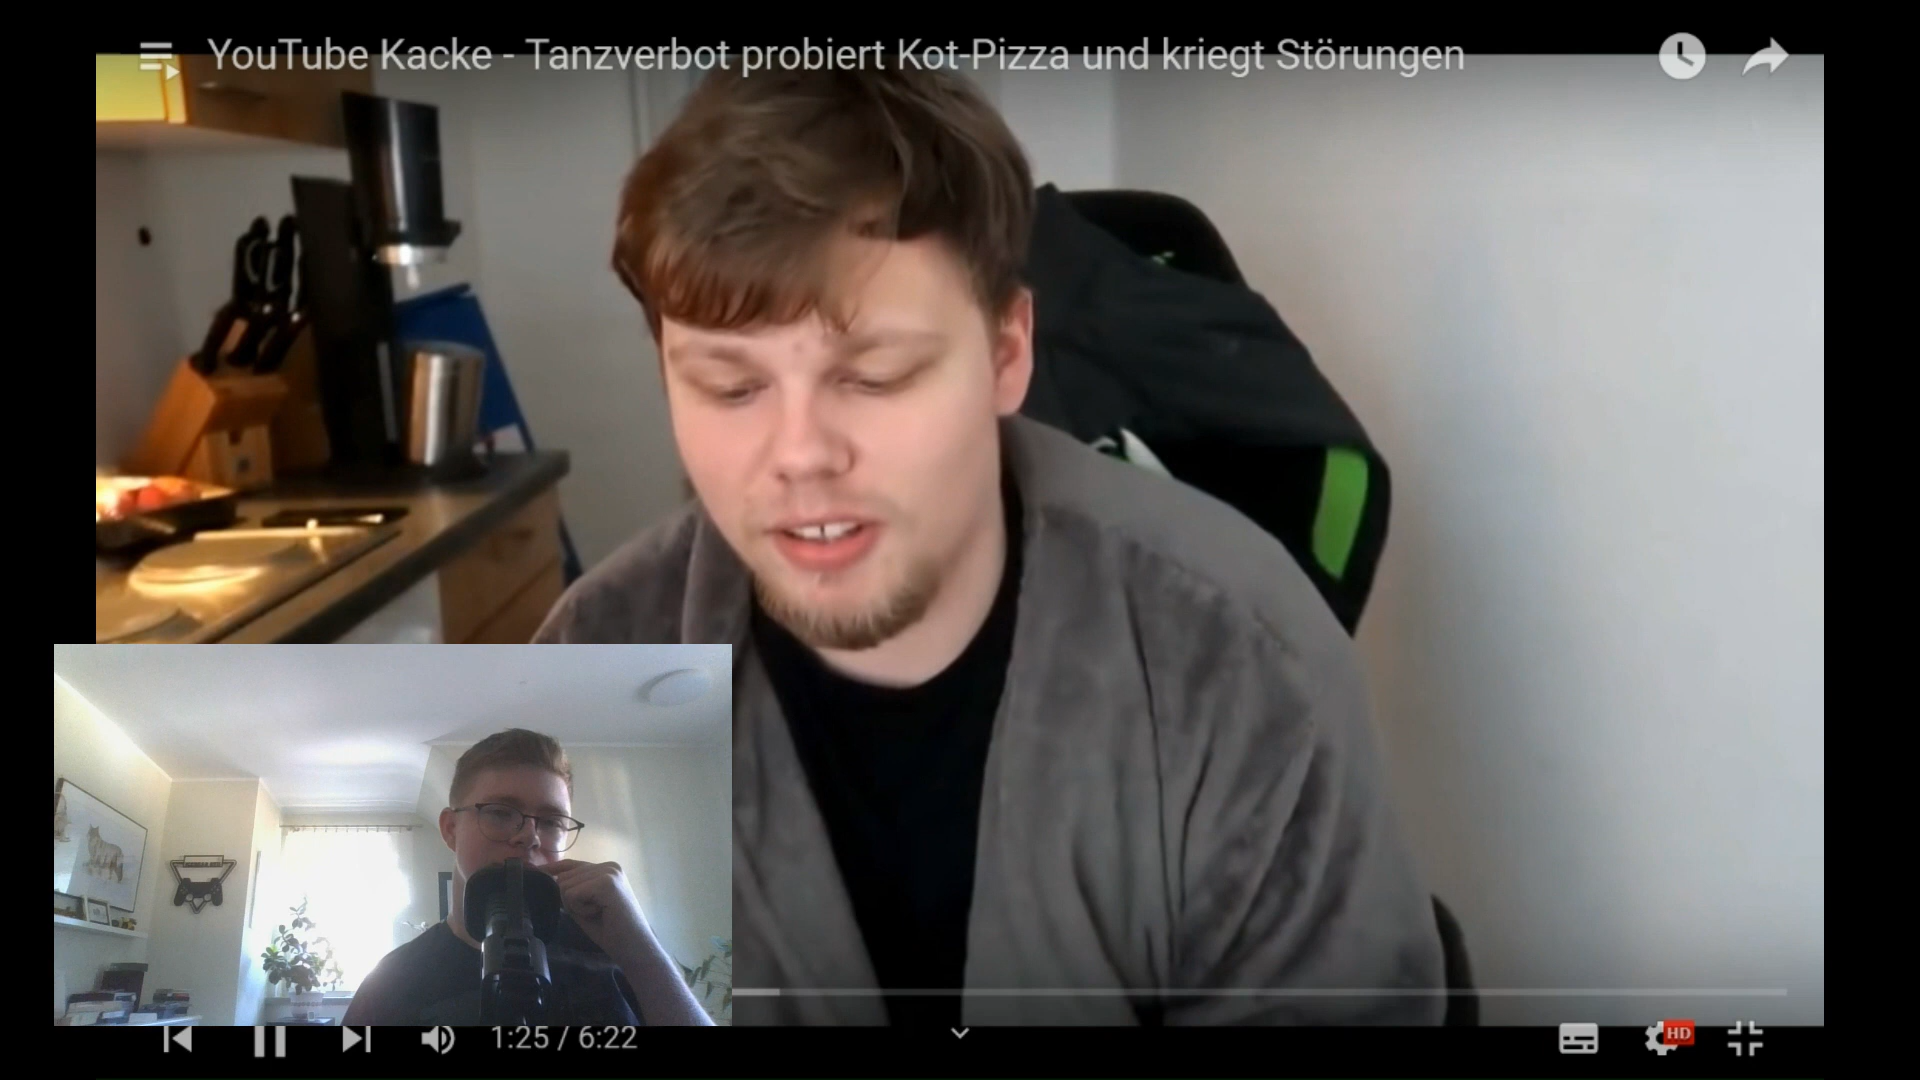 YouTube Kacke - Tanzverbot probiert Kot-Pizza und kriegt Störungen
1:25 / 6:22
HD